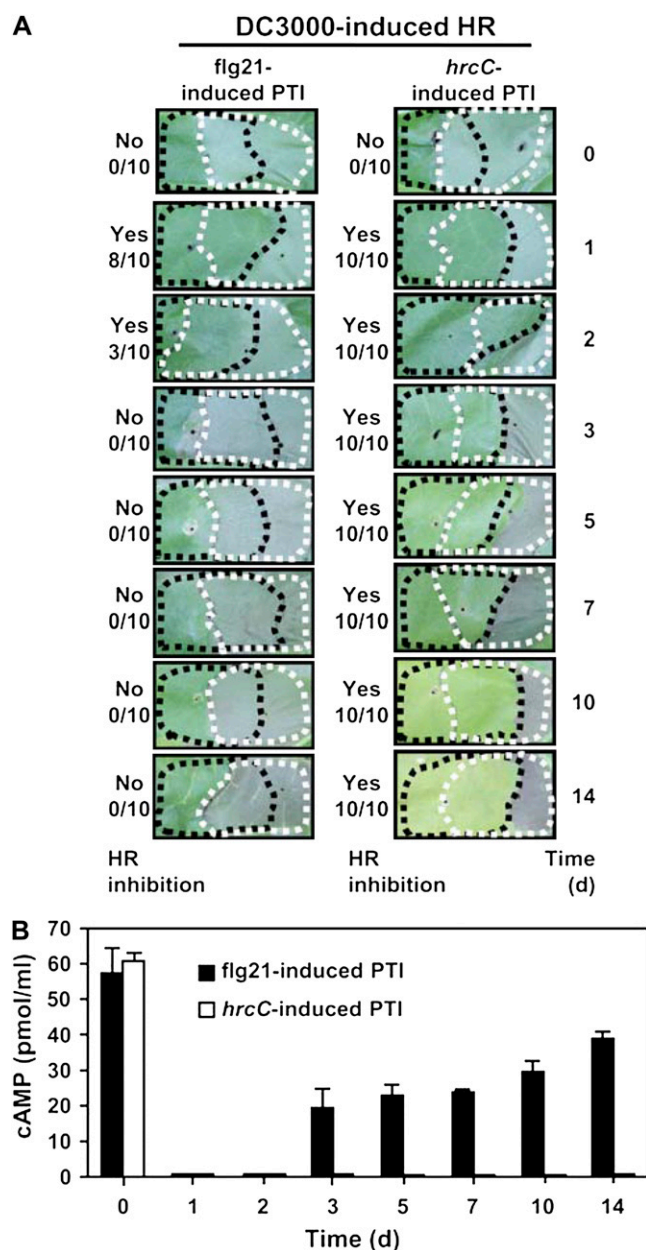 A
DC3000-induced HR
flg21-
induced PTI
hrcC-
induced PTI
No
0/10
No
0/10
0
Yes
8/10
Yes
10/10
1
Yes
3/10
Yes
10/10
2
No
0/10
Yes
10/10
3
No
0/10
Yes
10/10
5
No
0/10
Yes
10/10
7
No
0/10
Yes
10/10
10
No
0/10
Yes
10/10
14
HR
inhibition
HR
inhibition
Time
(d)
B
cAMP (pmol/ml)
70
60
50
40
30
20
10
0
flg21-induced PTI
hrcC-induced PTI
0 1 2 3 5 7 10 14
Time (d)